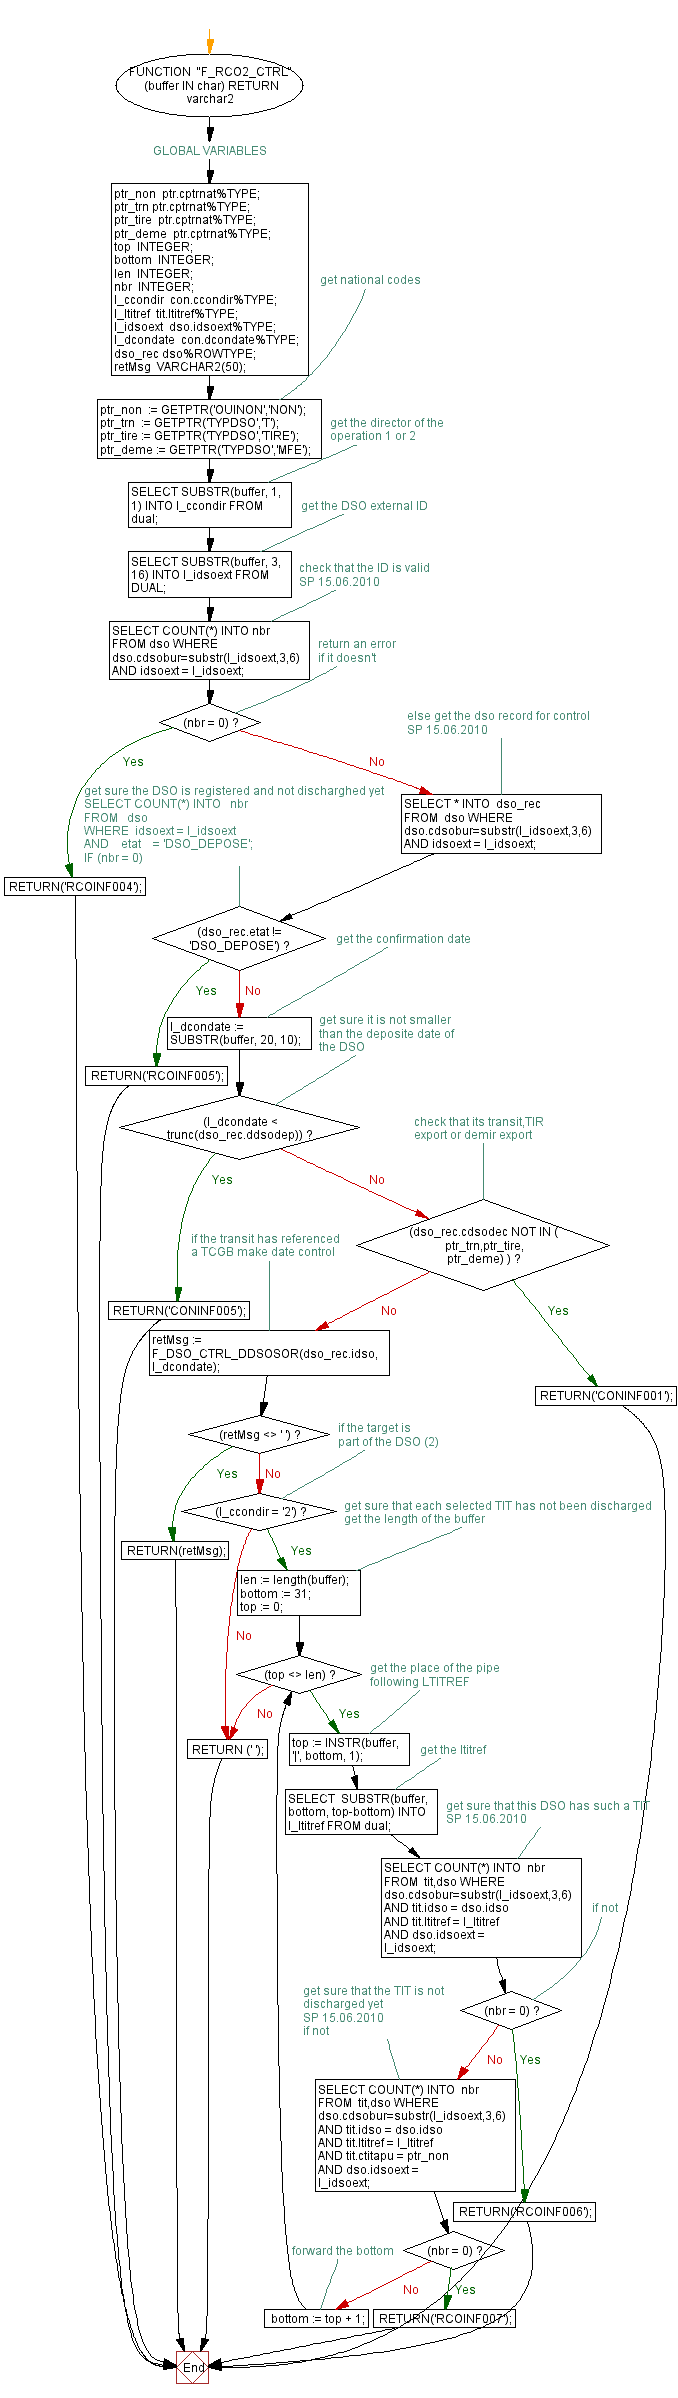 FUNCTION "F_RCO2_CTRL"
(buffer IN char) RETURN
varchar2
GLOBAL VARIABLES
ptr_non ptr.cptrnat%TYPE;
ptr_trn ptr.cptrnat%TYPE;
ptr_tire ptr.cptrnat%TYPE;
ptr_deme ptr.cptrnat%TYPE;
top INTEGER;
bottom INTEGER;
len INTEGER;
nbr INTEGER;
l_ccondir con.ccondir%TYPE;
l_ltitref tit.ltitref%TYPE;
l_idsoext dso.idsoext%TYPE;
l_dcondate con.dcondate%TYPE;
dso_rec dso%ROWTYPE;
retMsg VARCHAR2(50);
get national codes
ptr_non := GETPTR('OUINON','NON');
ptr_trn := GETPTR('TYPDSO','T');
ptr_tire := GETPTR('TYPDSO','TIRE');
ptr_deme := GETPTR('TYPDSO','MFE');
get the director of the
operation 1 or 2
SELECT SUBSTR(buffer, 1,
1) INTO l_ccondir FROM
dual;
get the DSO external ID
SELECT SUBSTR(buffer, 3,
16) INTO l_idsoext FROM
DUAL;
check that the ID is valid
SP 15.06.2010
SELECT COUNT(*) INTO nbr
FROM dso WHERE
dso.cdsobur=substr(l_idsoext,3,6)
AND idsoext = l_idsoext;
return an error
if it doesn't
(nbr = 0) ?
Yes
No
else get the dso record for control
SP 15.06.2010
SELECT * INTO dso_rec
FROM dso WHERE
dso.cdsobur=substr(l_idsoext,3,6)
AND idsoext = l_idsoext;
get sure the DSO is registered and not discharghed yet
SELECT COUNT(*) INTO nbr
FROM dso
WHERE idsoext = l_idsoext
AND etat = 'DSO_DEPOSE';
IF (nbr = 0)
RETURN('RCOINF004');
(dso_rec.etat !=
'DSO_DEPOSE') ?
Yes
No
get the confirmation date
l_dcondate :=
SUBSTR(buffer, 20, 10);
get sure it is not smaller
than the deposite date of
the DSO
RETURN('RCOINF005');
(l_dcondate <
trunc(dso_rec.ddsodep)) ?
Yes
No
check that its transit,TIR
export or demir export
(dso_rec.cdsodec NOT IN (
ptr_trn,ptr_tire,
ptr_deme) ) ?
No
Yes
if the transit has referenced
a TCGB make date control
RETURN('CONINF005');
retMsg :=
F_DSO_CTRL_DDSOSOR(dso_rec.idso,
l_dcondate);
RETURN('CONINF001');
(retMsg <> ' ') ?
Yes
No
if the target is
part of the DSO (2)
(l_ccondir = '2') ?
Yes
No
get sure that each selected TIT has not been discharged
get the length of the buffer
RETURN(retMsg);
len := length(buffer);
bottom := 31;
top := 0;
(top <> len) ?
No
Yes
get the place of the pipe
following LTITREF
RETURN (' ');
top := INSTR(buffer,
'|', bottom, 1);
get the ltitref
SELECT SUBSTR(buffer,
bottom, top-bottom) INTO
l_ltitref FROM dual;
get sure that this DSO has such a TIT
SP 15.06.2010
SELECT COUNT(*) INTO nbr
FROM tit,dso WHERE
dso.cdsobur=substr(l_idsoext,3,6)
AND tit.idso = dso.idso
AND tit.ltitref = l_ltitref
AND dso.idsoext =
l_idsoext;
if not
(nbr = 0) ?
No
Yes
get sure that the TIT is not
discharged yet
SP 15.06.2010
if not
SELECT COUNT(*) INTO nbr
FROM tit,dso WHERE
dso.cdsobur=substr(l_idsoext,3,6)
AND tit.idso = dso.idso
AND tit.ltitref = l_ltitref
AND tit.ctitapu = ptr_non
AND dso.idsoext =
l_idsoext;
RETURN('RCOINF006');
(nbr = 0) ?
No
Yes
forward the bottom
bottom := top + 1;
RETURN('RCOINF007');
End